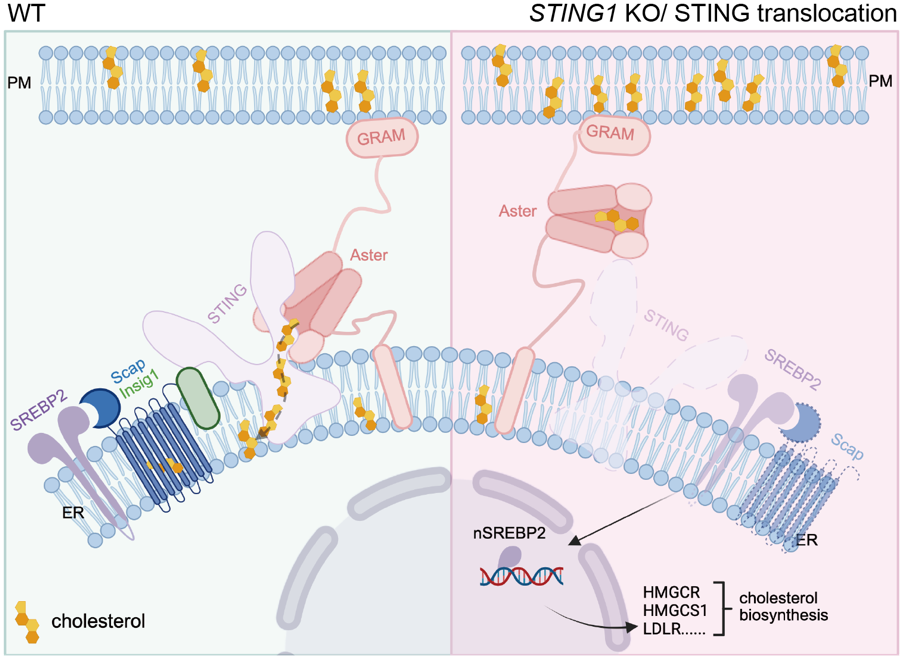 WT
STING1 KO/ STING translocation
PM
GRAM
Aster
STING
Scap
Insig1
SREBP2
ER
cholesterol
PM
GRAM
Aster
STING
SREBP2
Scap
ER
nSREBP2
HMGCR
HMGCS1
LDLR......
cholesterol
biosynthesis